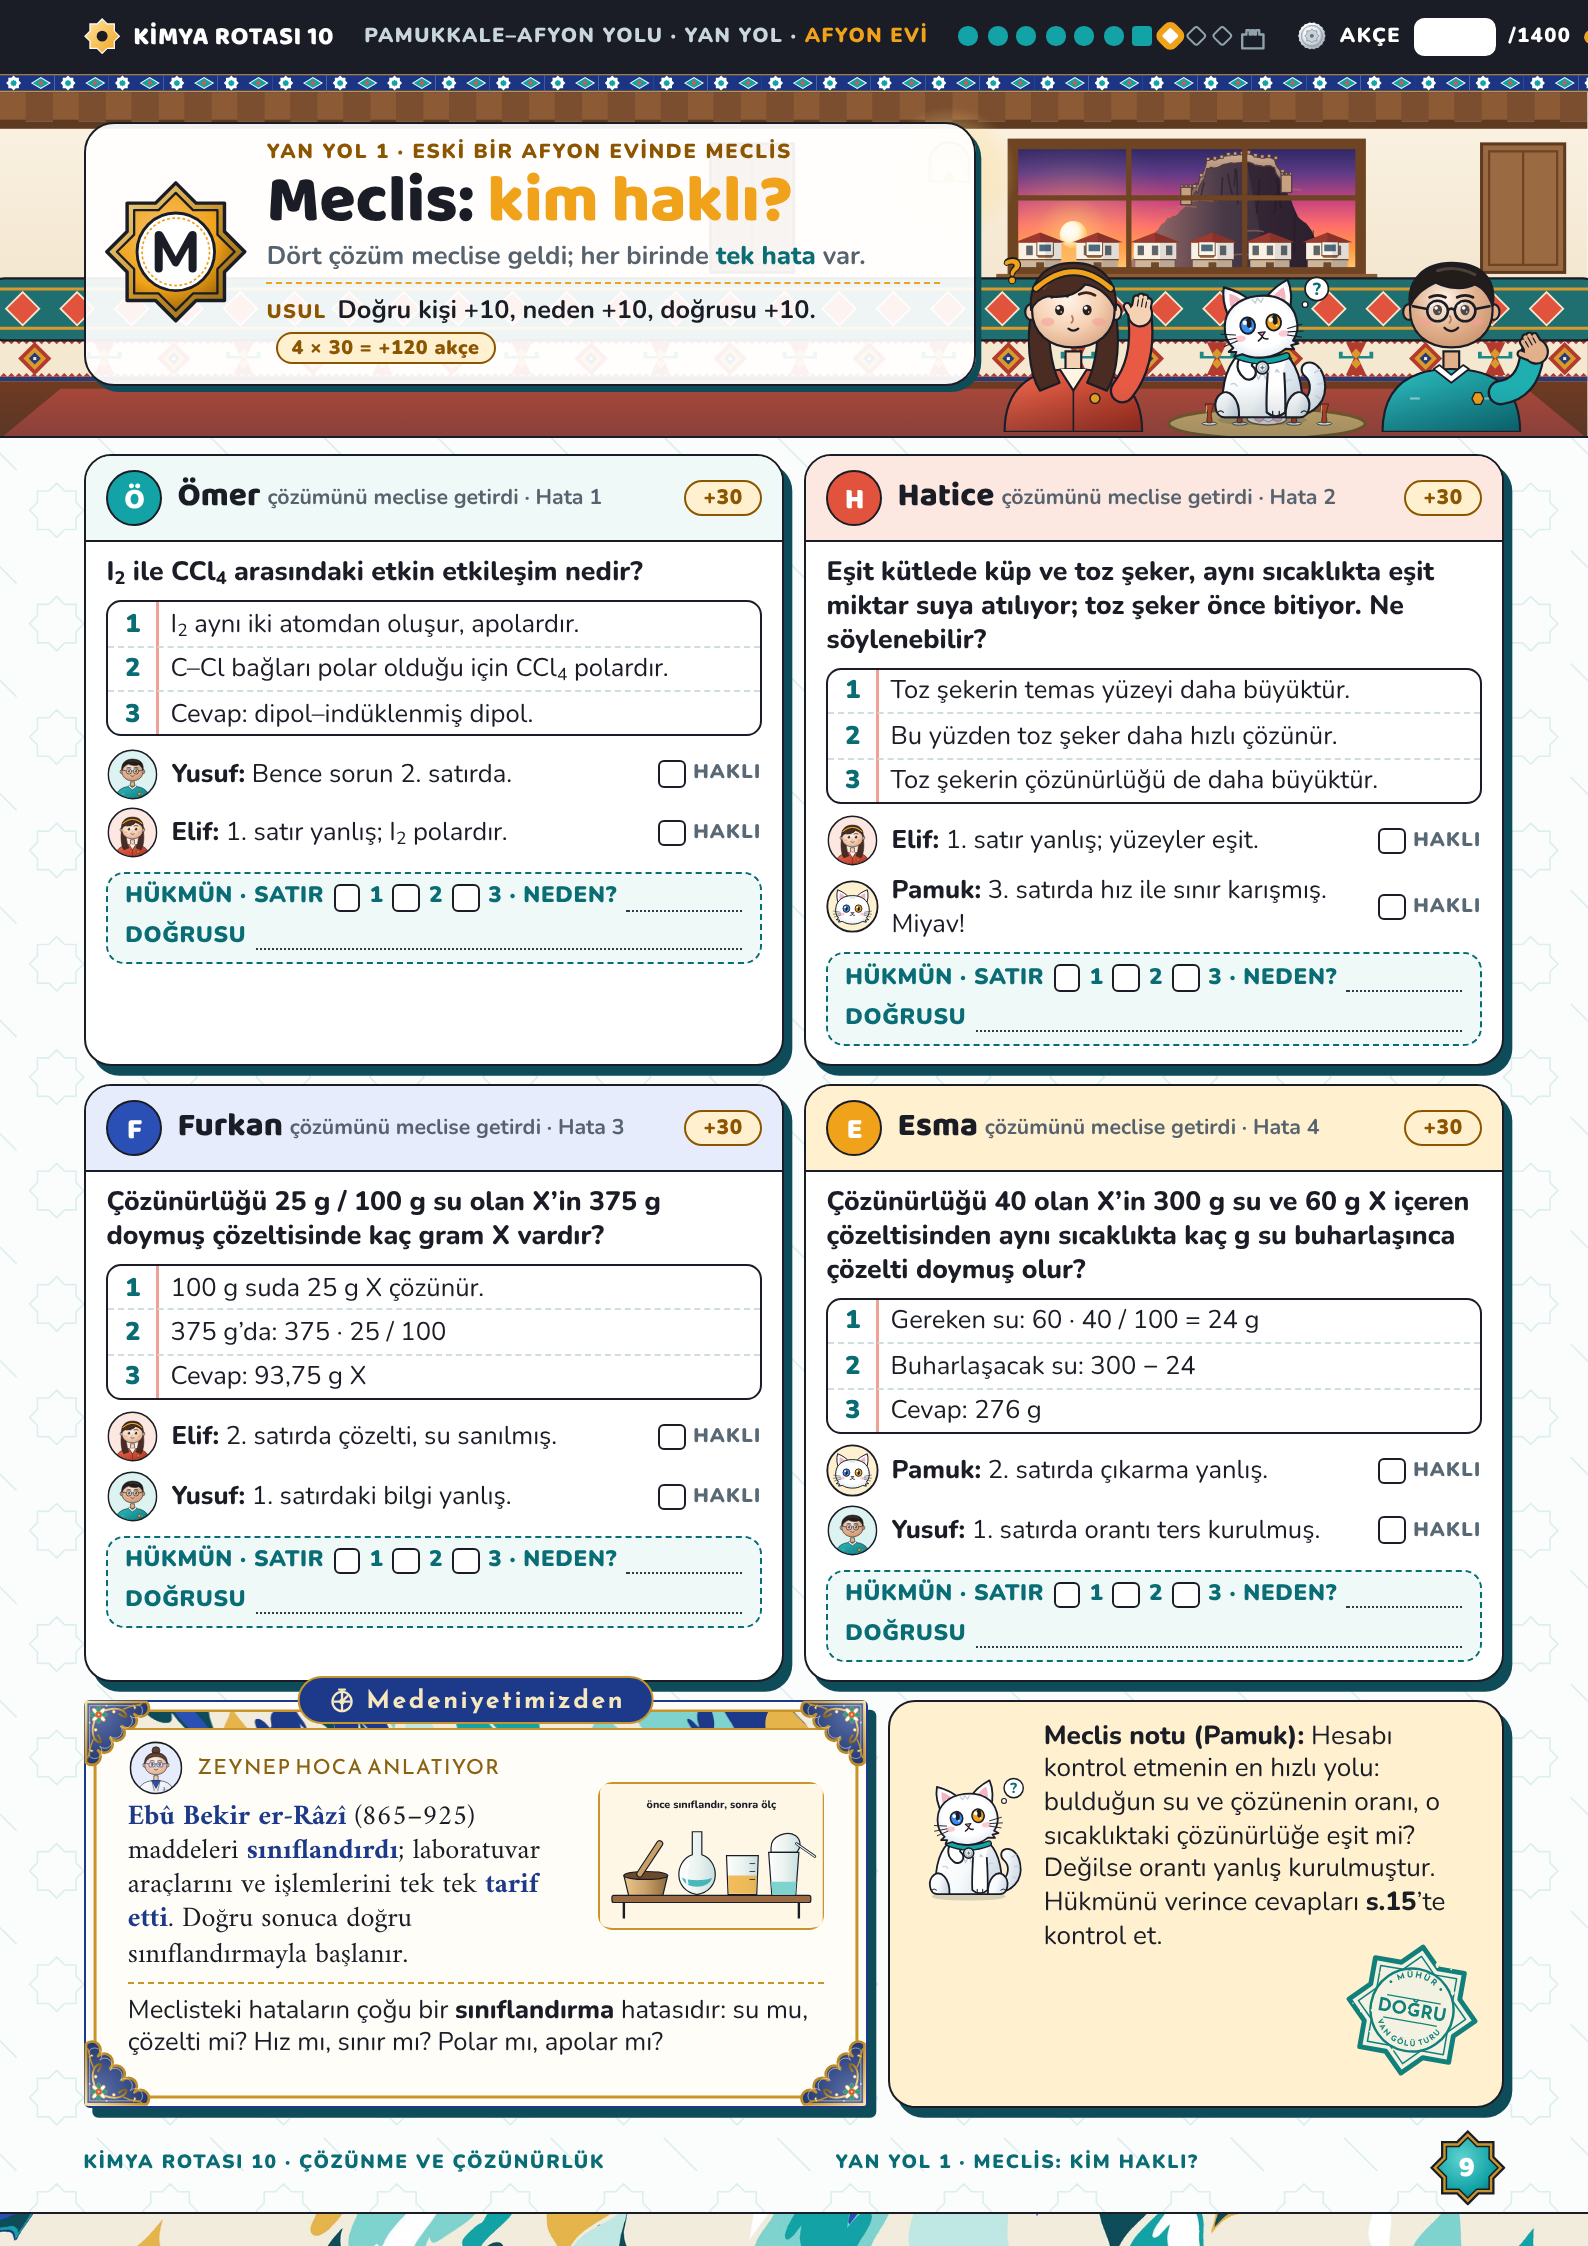 KİMYA ROTASI 10 PAMUKKALE–AFYON YOLU · YAN YOL · AFYON EVİ AKÇE /1400
YAN YOL 1 · ESKİ BİR AFYON EVİNDE MECLİS
M
Meclis: kim haklı?
Dört çözüm meclise geldi; her birinde tek hata var.
USUL Doğru kişi +10, neden +10, doğrusu +10.
4 × 30 = +120 akçe
?
?
Ö Ömer çözümünü meclise getirdi · Hata 1 +30
I₂ ile CCl₄ arasındaki etkin etkileşim nedir?
1 I₂ aynı iki atomdan oluşur, apolardır.
2 C–Cl bağları polar olduğu için CCl₄ polardır.
3 Cevap: dipol–indüklenmiş dipol.
Yusuf: Bence sorun 2. satırda. HAKLI
Elif: 1. satır yanlış; I₂ polardır. HAKLI
HÜKMÜN · SATIR 1 2 3 · NEDEN?
DOĞRUSU
H Hatice çözümünü meclise getirdi · Hata 2 +30
Eşit kütlede küp ve toz şeker, aynı sıcaklıkta eşit
miktar suya atılıyor; toz şeker önce bitiyor. Ne
söylenebilir?
1 Toz şekerin temas yüzeyi daha büyüktür.
2 Bu yüzden toz şeker daha hızlı çözünür.
3 Toz şekerin çözünürlüğü de daha büyüktür.
Elif: 1. satır yanlış; yüzeyler eşit. HAKLI
Pamuk: 3. satırda hız ile sınır karışmış.
Miyav! HAKLI
HÜKMÜN · SATIR 1 2 3 · NEDEN?
DOĞRUSU
F Furkan çözümünü meclise getirdi · Hata 3 +30
Çözünürlüğü 25 g / 100 g su olan X’in 375 g
doymuş çözeltisinde kaç gram X vardır?
1 100 g suda 25 g X çözünür.
2 375 g’da: 375 · 25 / 100
3 Cevap: 93,75 g X
Elif: 2. satırda çözelti, su sanılmış. HAKLI
Yusuf: 1. satırdaki bilgi yanlış. HAKLI
HÜKMÜN · SATIR 1 2 3 · NEDEN?
DOĞRUSU
E Esma çözümünü meclise getirdi · Hata 4 +30
Çözünürlüğü 40 olan X’in 300 g su ve 60 g X içeren
çözeltisinden aynı sıcaklıkta kaç g su buharlaşınca
çözelti doymuş olur?
1 Gereken su: 60 · 40 / 100 = 24 g
2 Buharlaşacak su: 300 − 24
3 Cevap: 276 g
Pamuk: 2. satırda çıkarma yanlış. HAKLI
Yusuf: 1. satırda orantı ters kurulmuş. HAKLI
HÜKMÜN · SATIR 1 2 3 · NEDEN?
DOĞRUSU
Medeniyetimizden
ZEYNEP HOCA ANLATIYOR
Ebû Bekir er-Râzî (865–925)
maddeleri sınıflandırdı; laboratuvar
araçlarını ve işlemlerini tek tek tarif
etti. Doğru sonuca doğru
sınıflandırmayla başlanır.
önce sınıflandır, sonra ölç
Meclisteki hataların çoğu bir sınıflandırma hatasıdır: su mu,
çözelti mi? Hız mı, sınır mı? Polar mı, apolar mı?
?
Meclis notu (Pamuk): Hesabı
kontrol etmenin en hızlı yolu:
bulduğun su ve çözünenin oranı, o
sıcaklıktaki çözünürlüğe eşit mi?
Değilse orantı yanlış kurulmuştur.
Hükmünü verince cevapları s.15’te
kontrol et.
• MÜHÜR •
DOĞRU
VAN GÖLÜ TURU
KİMYA ROTASI 10 · ÇÖZÜNME VE ÇÖZÜNÜRLÜK YAN YOL 1 · MECLİS: KİM HAKLI? 9